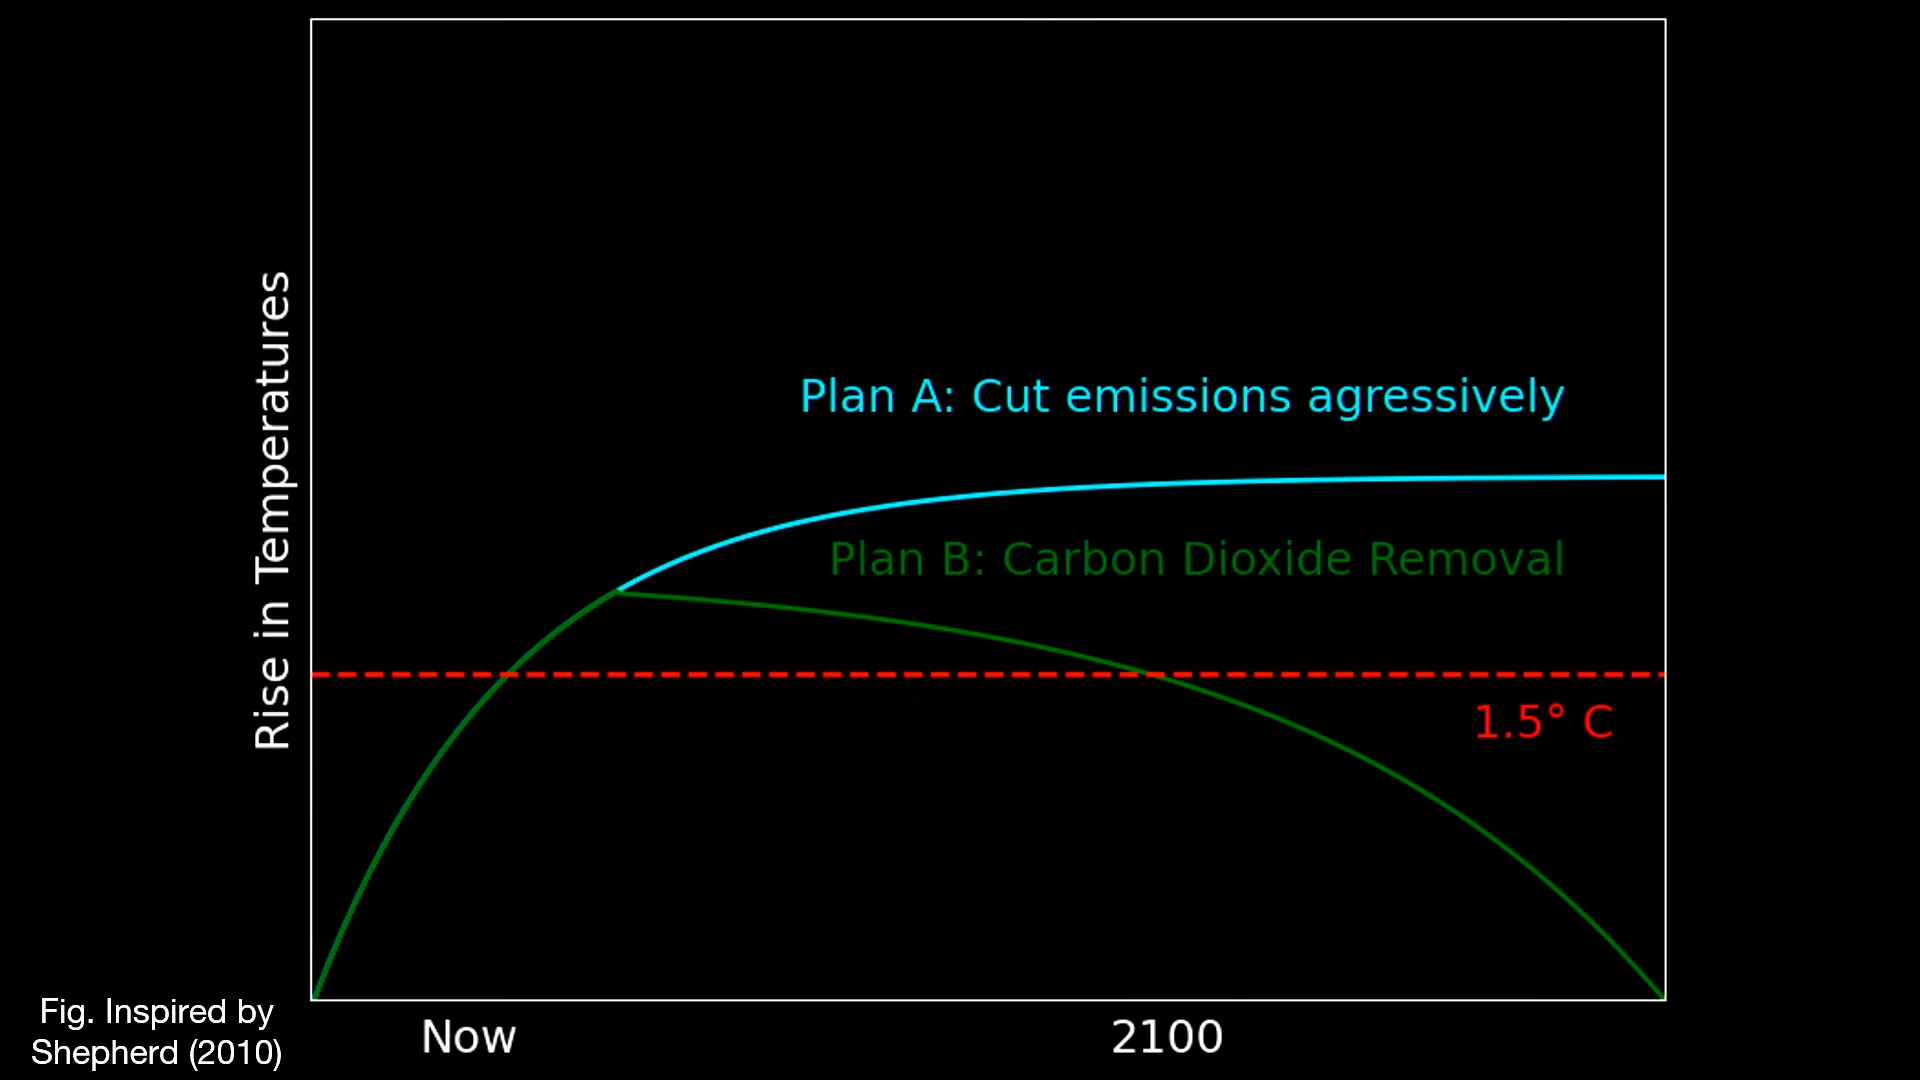 Rise in Temperatures
Plan A: Cut emissions agressively
Plan B: Carbon Dioxide Removal
1.5° C
Now
2100
Fig. Inspired by
Shepherd (2010)